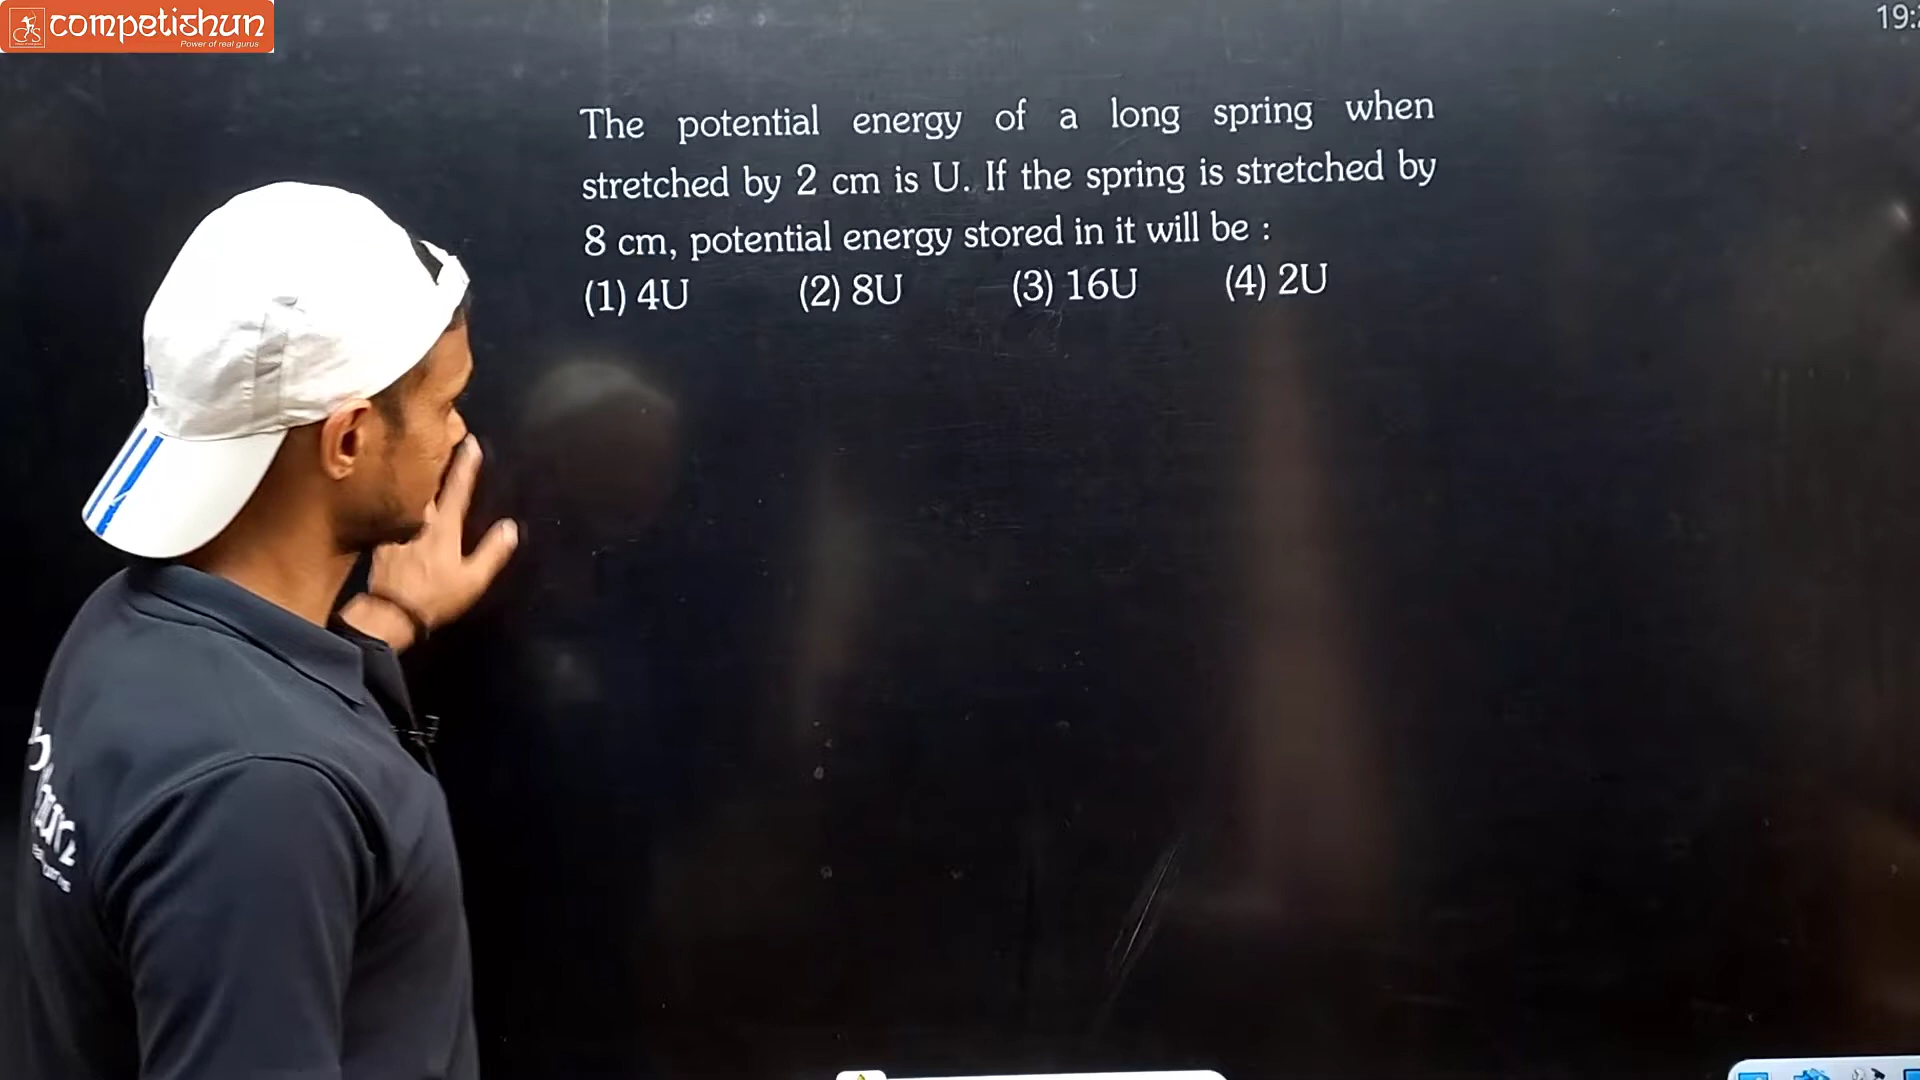 competishun
Power of real gurus
19:
The potential energy of a long spring when
stretched by 2 cm is U. If the spring is stretched by
8 cm, potential energy stored in it will be :
(1) 4U (2) 8U (3) 16U (4) 2U